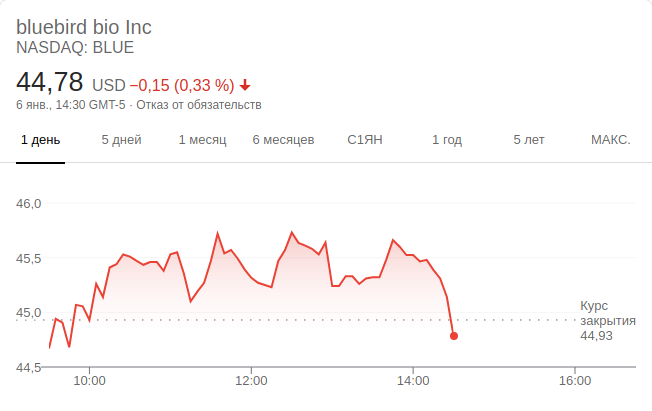 bluebird bio Inc
NASDAQ: BLUE
44,78 USD −0,15 (0,33 %)
6 янв., 14:30 GMT-5 · Отказ от обязательств
1 день 5 дней 1 месяц 6 месяцев С1ЯН 1 год 5 лет МАКС.
46,0
45,5
45,0
44,5
Курс
закрытия
44,93
10:00 12:00 14:00 16:00